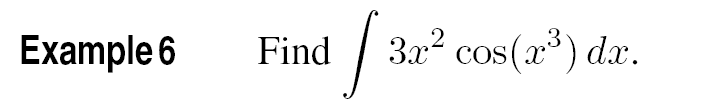 Example 6 Find ∫ 3x² cos(x³) dx.